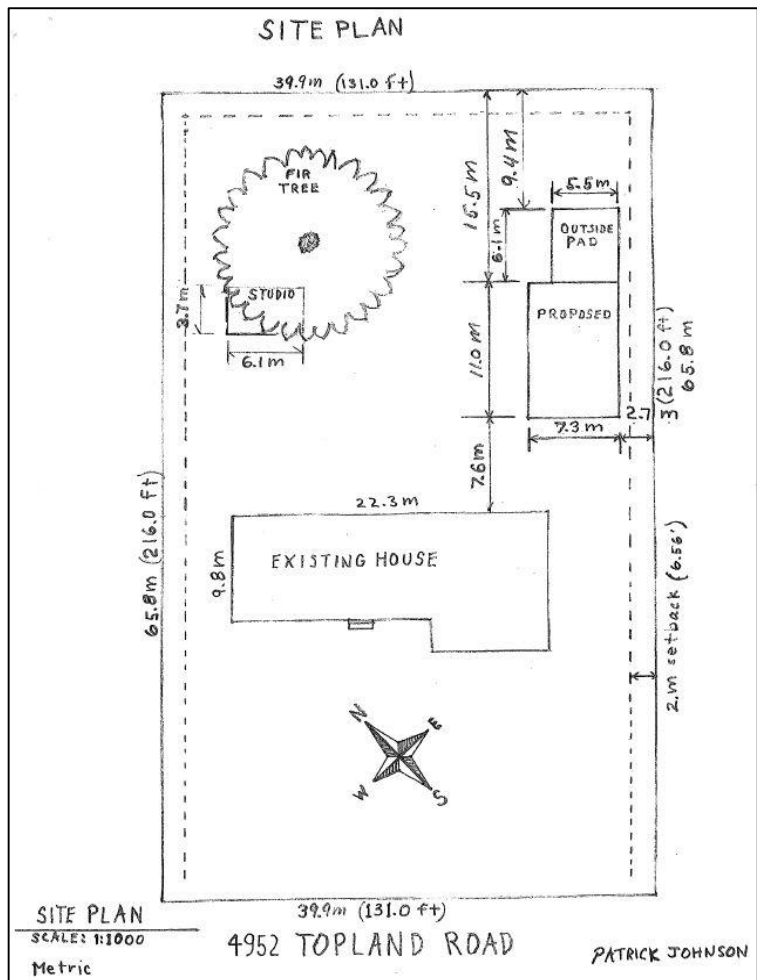 SITE PLAN
39.9m (131.0 ft)
FIR
TREE
15.5m
9.4m
5.5m
6.1m
OUTSIDE
PAD
STUDIO
3.7m
6.1m
PROPOSED
11.0m
3 (216.0 ft)
65.8m
2.7
7.3m
7.6m
22.3m
EXISTING HOUSE
9.8m
65.8m (216.0 ft)
2.m setback (6.56')
N
E
W
S
39.9m (131.0 ft)
SITE PLAN
SCALE: 1:1000
Metric
4952 TOPLAND ROAD
PATRICK JOHNSON